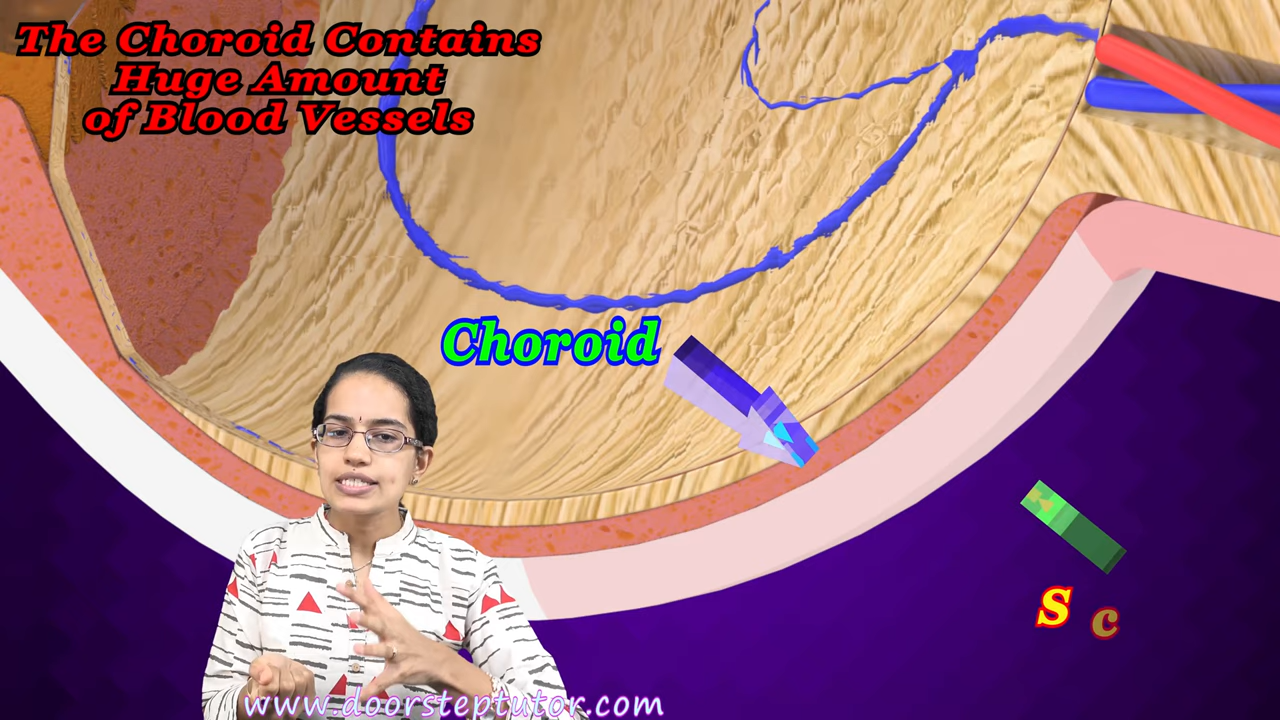 The Choroid Contains
Huge Amount
of Blood Vessels
Choroid
S c
www.doorsteptutor.com